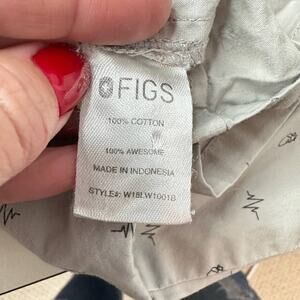 FIGS
100% COTTON
100% AWESOME
MADE IN INDONESIA
STYLE#: W18LW1001B